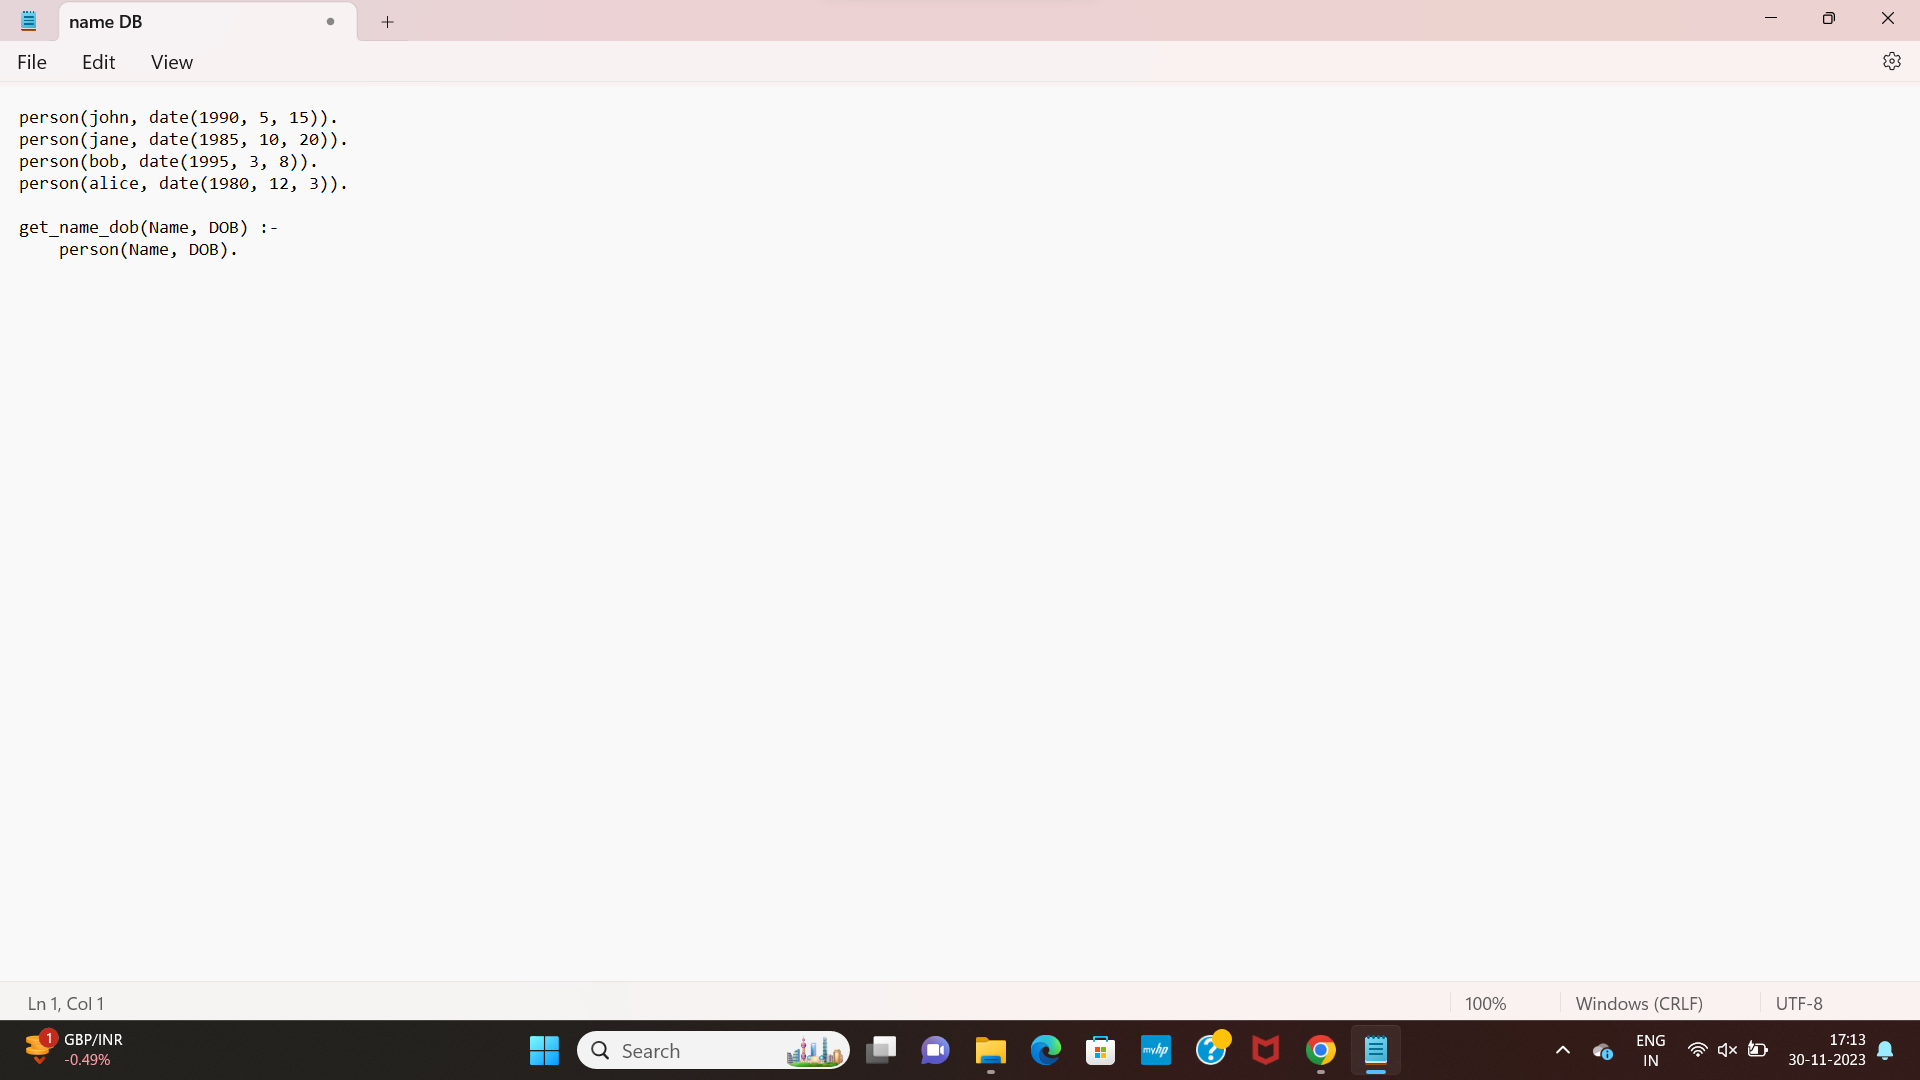 name DB
File Edit View
person(john, date(1990, 5, 15)).
person(jane, date(1985, 10, 20)).
person(bob, date(1995, 3, 8)).
person(alice, date(1980, 12, 3)).
get_name_dob(Name, DOB) :-
    person(Name, DOB).
Ln 1, Col 1 100% Windows (CRLF) UTF-8
1 GBP/INR
-0.49%
Search
myhp
ENG
IN
17:13
30-11-2023